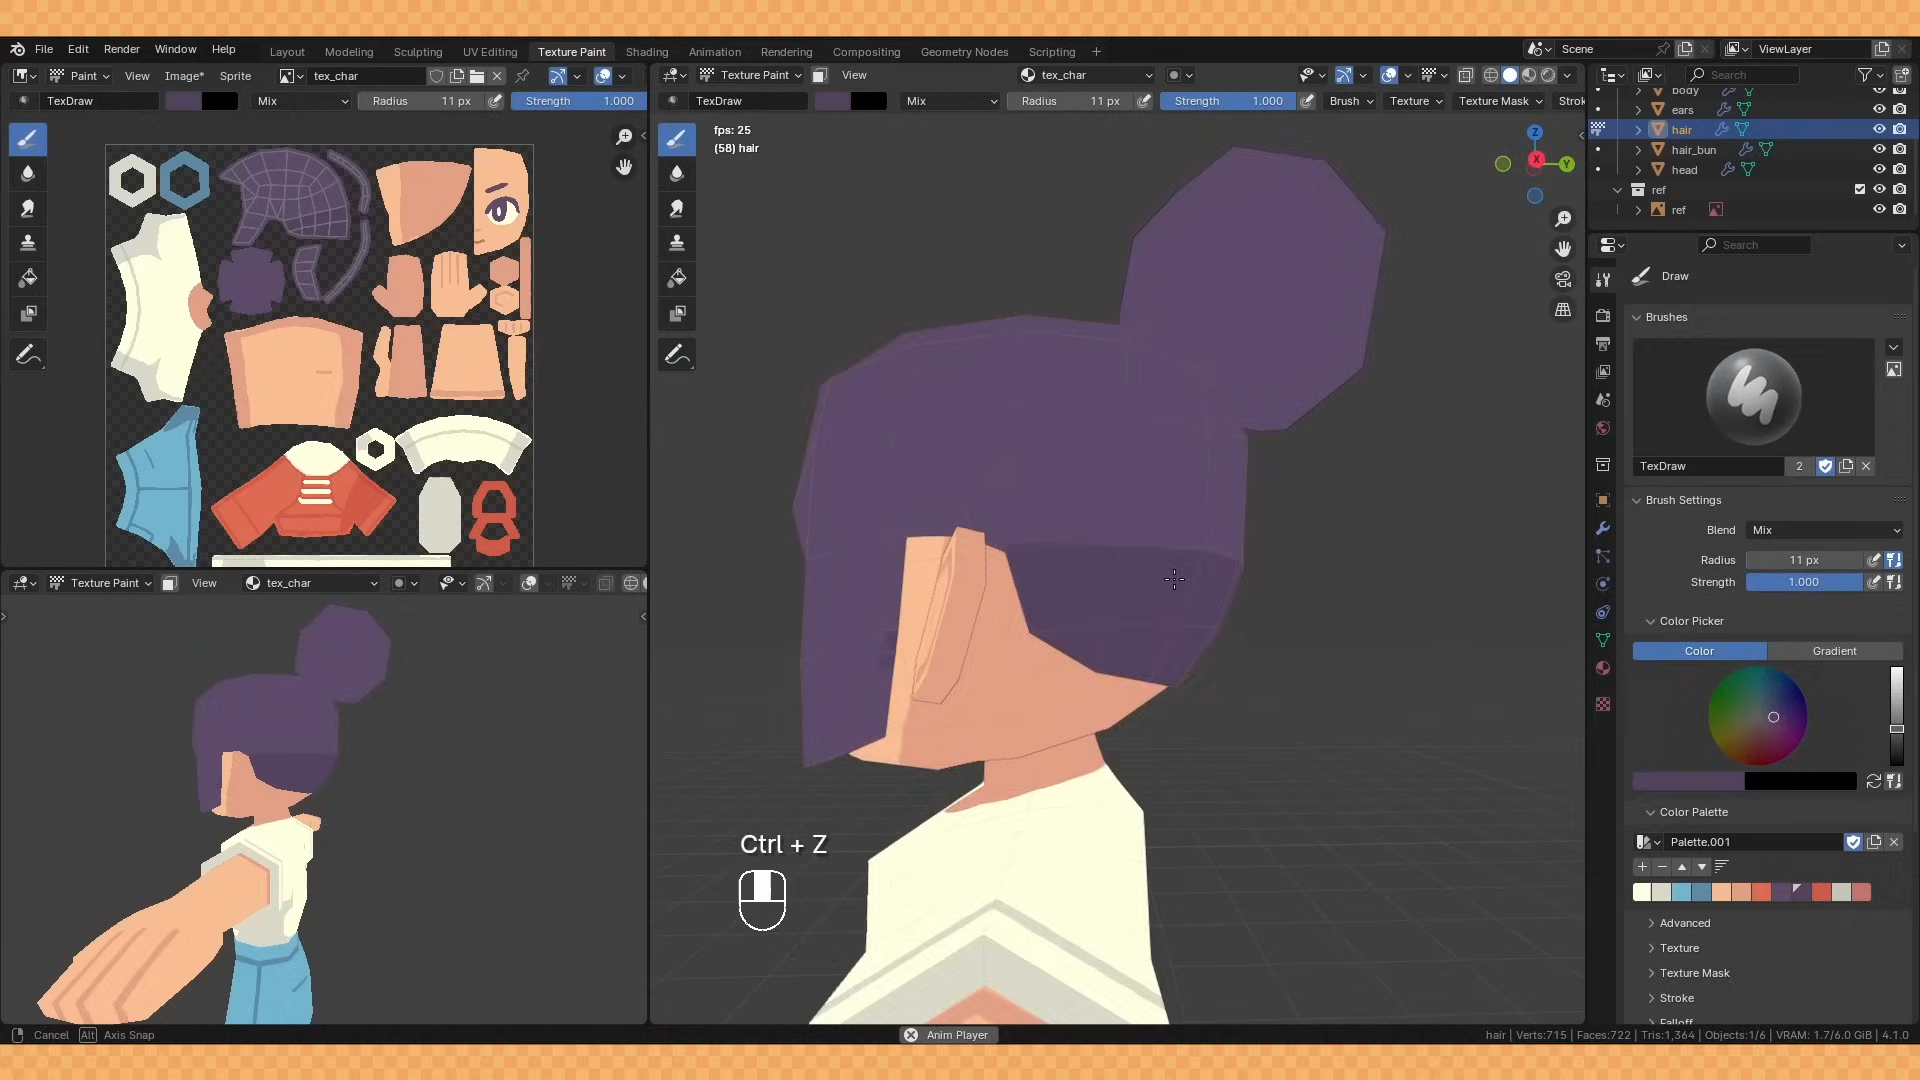 File Edit Render Window Help
Layout Modeling Sculpting UV Editing Texture Paint Shading Animation Rendering Compositing Geometry Nodes Scripting +
Scene
ViewLayer
Paint View Image* Sprite tex_char
TexDraw Mix Radius 11 px Strength 1.000
Texture Paint View tex_char
TexDraw Mix Radius 11 px Strength 1.000 Brush Texture Texture Mask Strok
fps: 25
(58) hair
Z
X
Y
Ctrl + Z
Texture Paint View tex_char
Search
body
ears
hair
hair_bun
head
ref
ref
Search
Draw
Brushes
TexDraw 2
Brush Settings
Blend Mix
Radius 11 px
Strength 1.000
Color Picker
Color Gradient
Color Palette
Palette.001
Advanced
Texture
Texture Mask
Stroke
Falloff
Cancel Alt Axis Snap
Anim Player
hair | Verts:715 | Faces:722 | Tris:1,364 | Objects:1/6 | VRAM: 1.7/6.0 GiB | 4.1.0